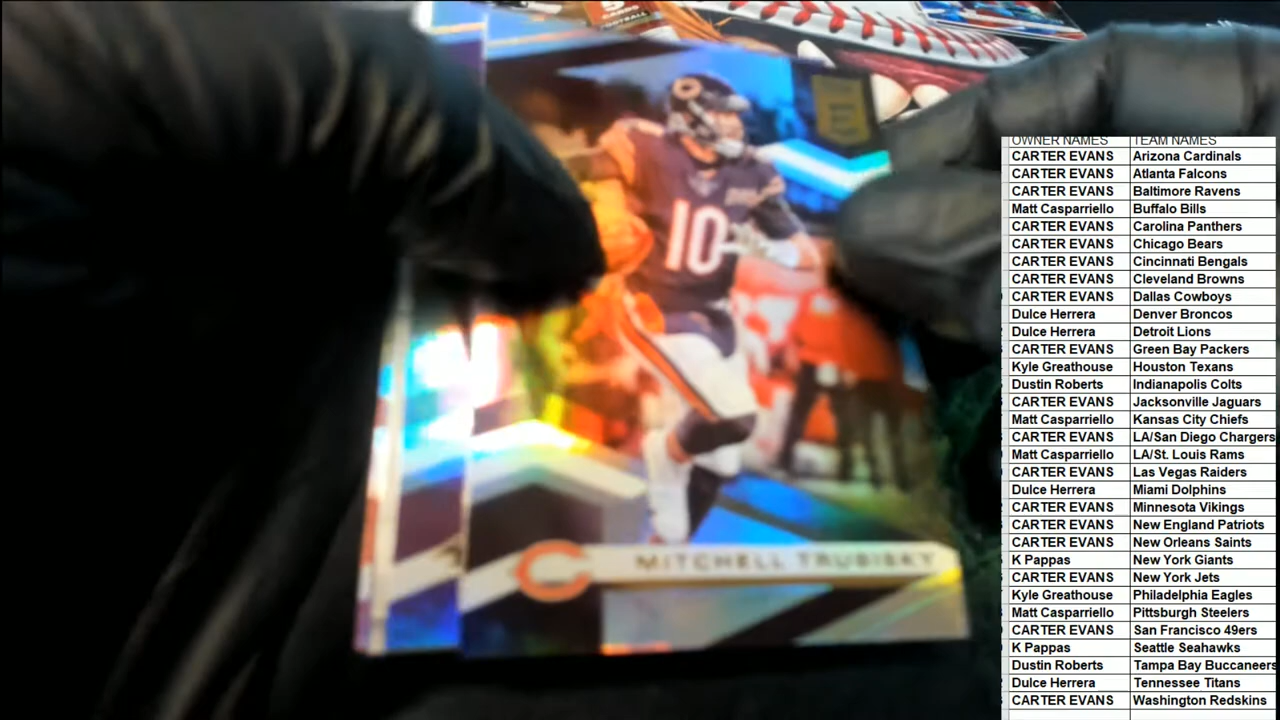 10
MITCHELL TRUBISKY
OWNER NAMES TEAM NAMES
CARTER EVANS Arizona Cardinals
CARTER EVANS Atlanta Falcons
CARTER EVANS Baltimore Ravens
Matt Casparriello Buffalo Bills
CARTER EVANS Carolina Panthers
CARTER EVANS Chicago Bears
CARTER EVANS Cincinnati Bengals
CARTER EVANS Cleveland Browns
CARTER EVANS Dallas Cowboys
Dulce Herrera Denver Broncos
Dulce Herrera Detroit Lions
CARTER EVANS Green Bay Packers
Kyle Greathouse Houston Texans
Dustin Roberts Indianapolis Colts
CARTER EVANS Jacksonville Jaguars
Matt Casparriello Kansas City Chiefs
CARTER EVANS LA/San Diego Chargers
Matt Casparriello LA/St. Louis Rams
CARTER EVANS Las Vegas Raiders
Dulce Herrera Miami Dolphins
CARTER EVANS Minnesota Vikings
CARTER EVANS New England Patriots
CARTER EVANS New Orleans Saints
K Pappas New York Giants
CARTER EVANS New York Jets
Kyle Greathouse Philadelphia Eagles
Matt Casparriello Pittsburgh Steelers
CARTER EVANS San Francisco 49ers
K Pappas Seattle Seahawks
Dustin Roberts Tampa Bay Buccaneers
Dulce Herrera Tennessee Titans
CARTER EVANS Washington Redskins